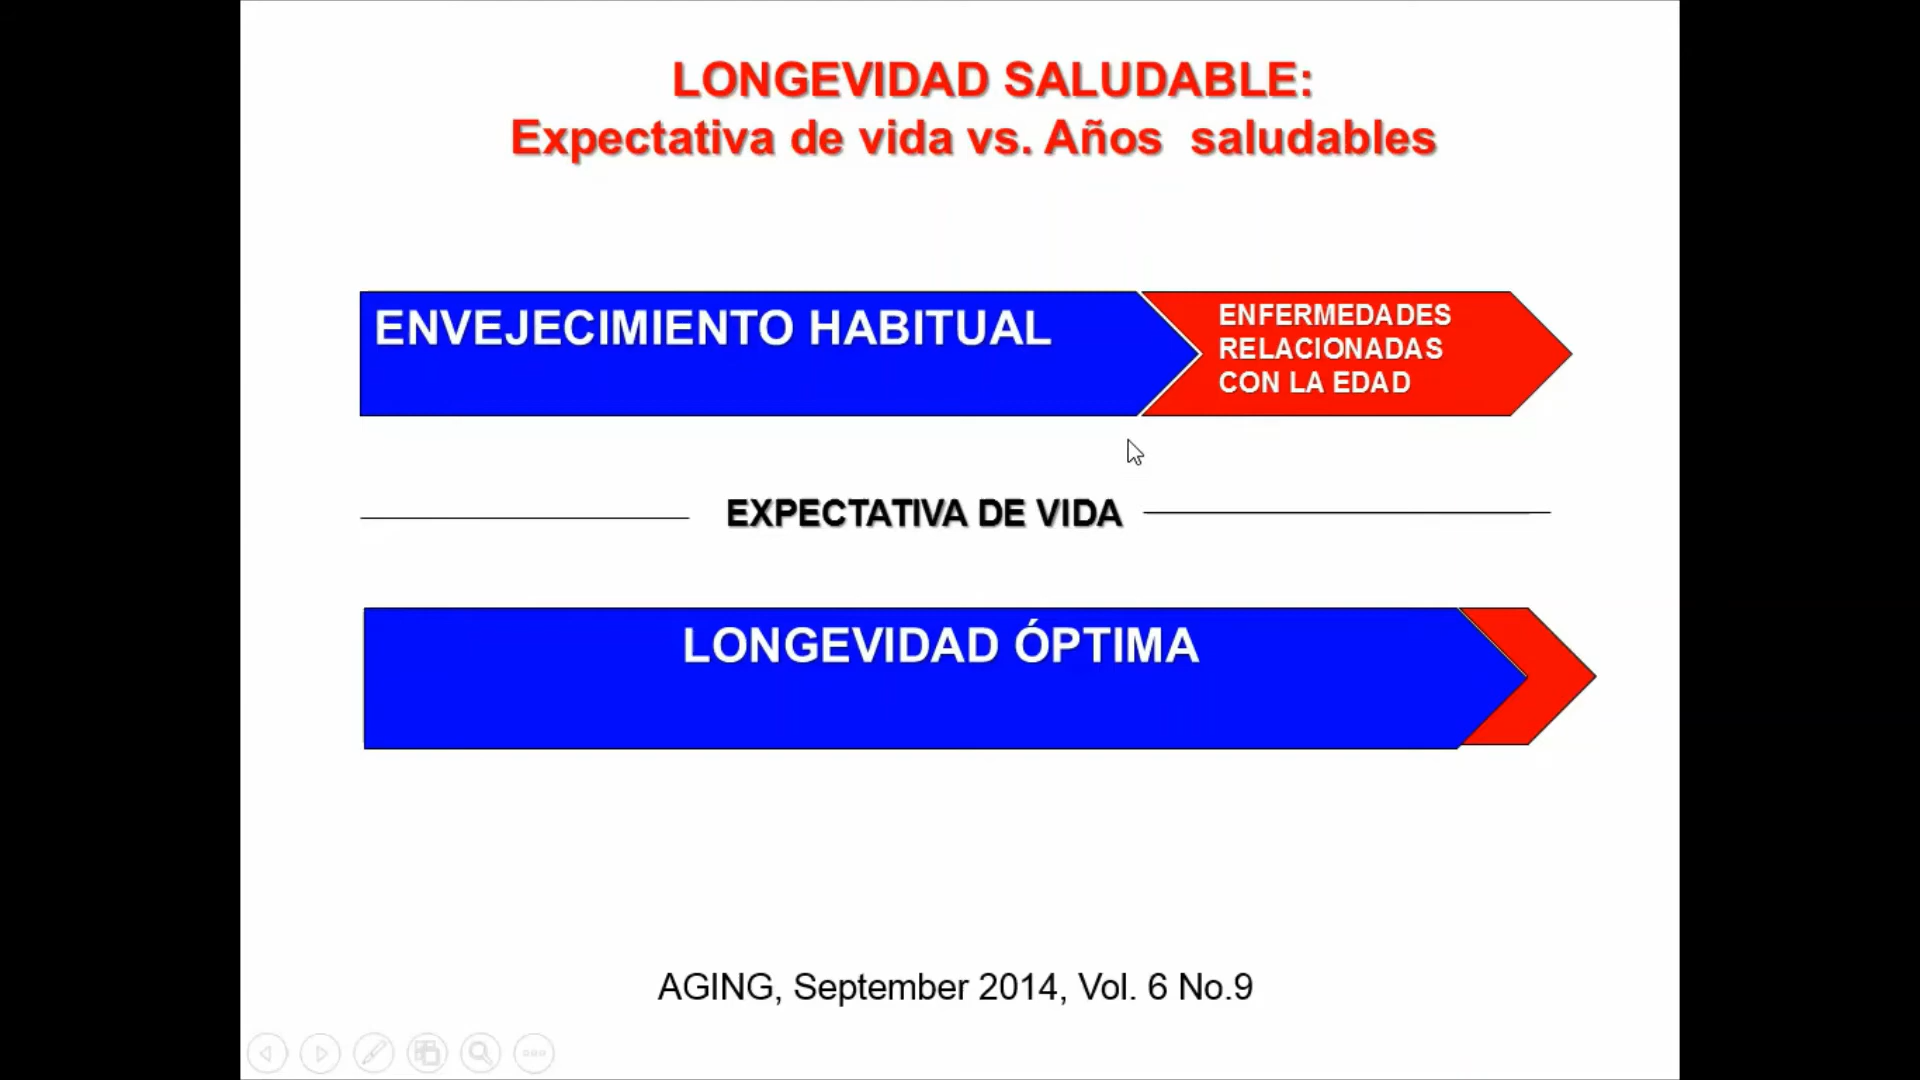 LONGEVIDAD SALUDABLE:
Expectativa de vida vs. Años saludables
ENVEJECIMIENTO HABITUAL
ENFERMEDADES
RELACIONADAS
CON LA EDAD
EXPECTATIVA DE VIDA
LONGEVIDAD ÓPTIMA
AGING, September 2014, Vol. 6 No.9